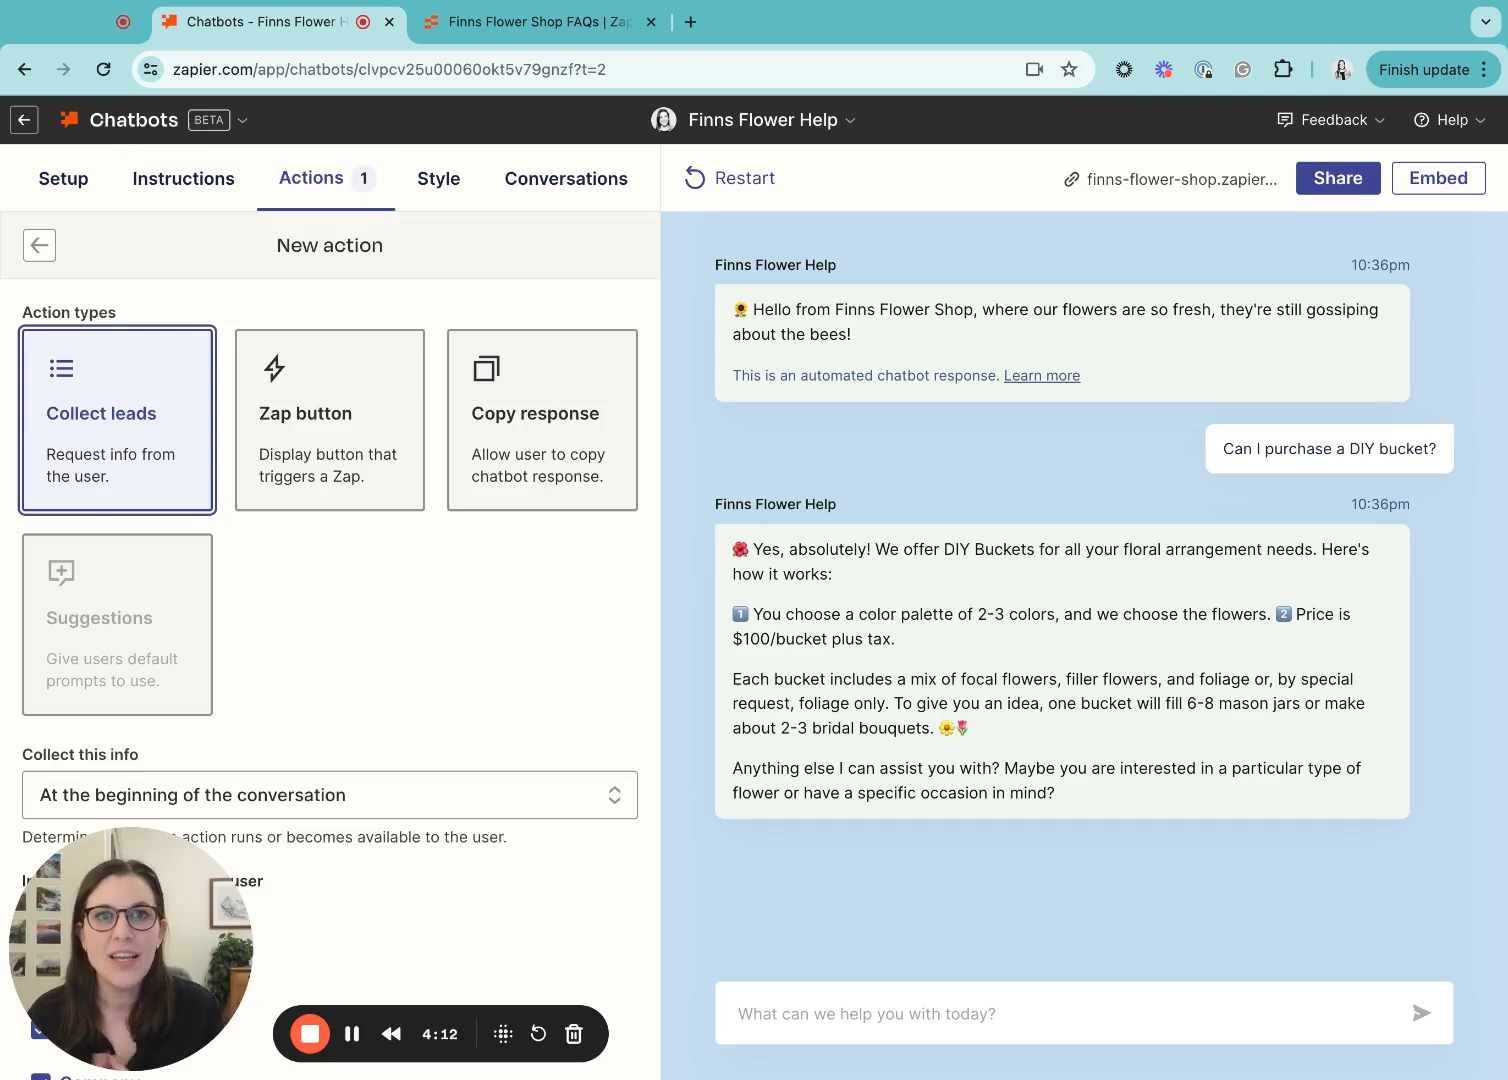 Chatbots - Finns Flower H
Finns Flower Shop FAQs | Zap
zapier.com/app/chatbots/clvpcv25u00060okt5v79gnzf?t=2
Finish update
Chatbots BETA
Finns Flower Help
Feedback
Help
Setup
Instructions
Actions 1
Style
Conversations
Restart
finns-flower-shop.zapier...
Share
Embed
New action
Action types
Collect leads
Request info from
the user.
Zap button
Display button that
triggers a Zap.
Copy response
Allow user to copy
chatbot response.
Suggestions
Give users default
prompts to use.
Collect this info
At the beginning of the conversation
action runs or becomes available to the user.
user
4:12
Finns Flower Help
10:36pm
🌻 Hello from Finns Flower Shop, where our flowers are so fresh, they're still gossiping
about the bees!
This is an automated chatbot response. Learn more
Can I purchase a DIY bucket?
Finns Flower Help
10:36pm
🌺 Yes, absolutely! We offer DIY Buckets for all your floral arrangement needs. Here's
how it works:
1️⃣ You choose a color palette of 2-3 colors, and we choose the flowers. 2️⃣ Price is
$100/bucket plus tax.
Each bucket includes a mix of focal flowers, filler flowers, and foliage or, by special
request, foliage only. To give you an idea, one bucket will fill 6-8 mason jars or make
about 2-3 bridal bouquets. 🌼🌷
Anything else I can assist you with? Maybe you are interested in a particular type of
flower or have a specific occasion in mind?
What can we help you with today?